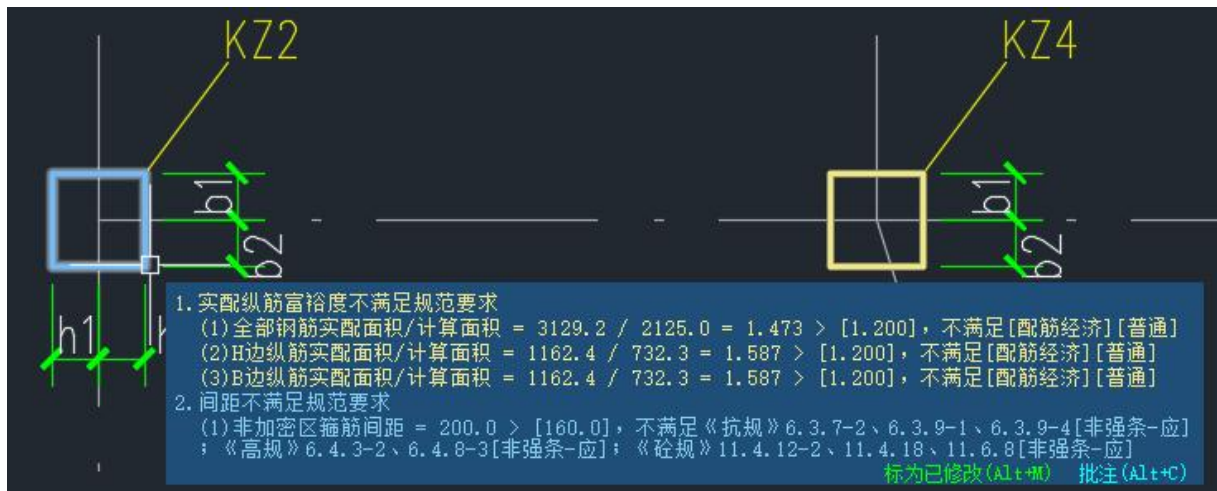 KZ2
KZ4
b1
b2
b1
b2
h1
1.实配纵筋富裕度不满足规范要求
(1)全部钢筋实配面积/计算面积 = 3129.2 / 2125.0 = 1.473 > [1.200]，不满足[配筋经济][普通]
(2)H边纵筋实配面积/计算面积 = 1162.4 / 732.3 = 1.587 > [1.200]，不满足[配筋经济][普通]
(3)B边纵筋实配面积/计算面积 = 1162.4 / 732.3 = 1.587 > [1.200]，不满足[配筋经济][普通]
2.间距不满足规范要求
(1)非加密区箍筋间距 = 200.0 > [160.0]，不满足《抗规》6.3.7-2、6.3.9-1、6.3.9-4[非强条-应]
；《高规》6.4.3-2、6.4.8-3[非强条-应]；《砼规》11.4.12-2、11.4.18、11.6.8[非强条-应]
标为已修改(Alt+M) 批注(Alt+C)